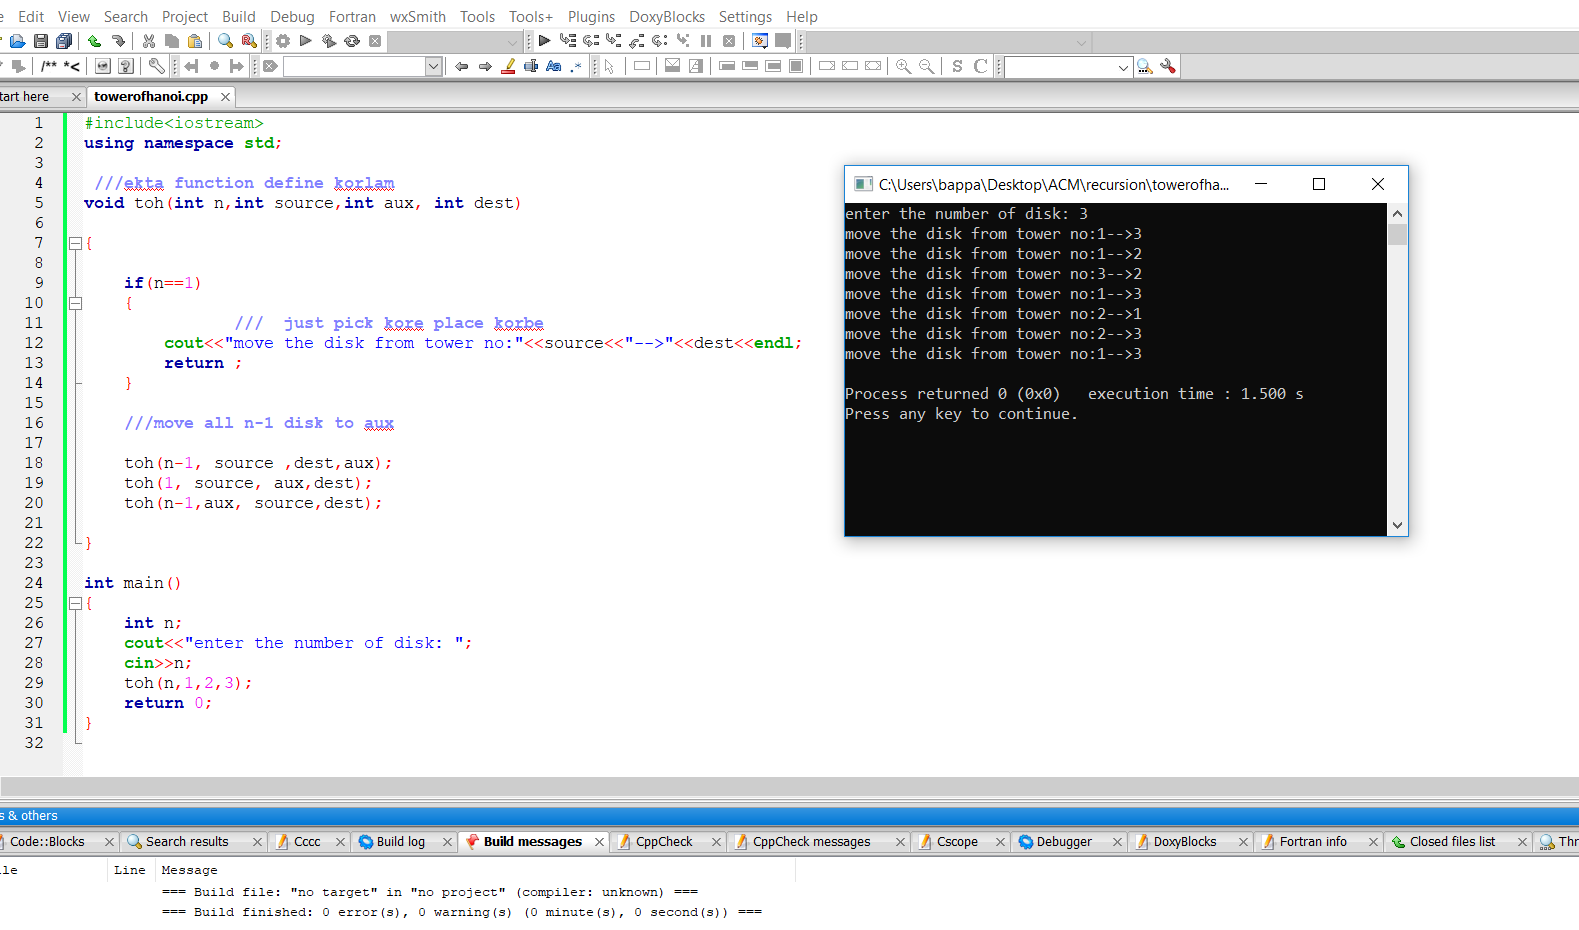 Edit View Search Project Build Debug Fortran wxSmith Tools Tools+ Plugins DoxyBlocks Settings Help
/** *<
S C
tart here towerofhanoi.cpp
1 #include<iostream>
2 using namespace std;
3
4 ///ekta function define korlam
5 void toh(int n,int source,int aux, int dest)
6
7 {
8
9 if(n==1)
10 {
11 ///  just pick kore place korbe
12 cout<<"move the disk from tower no:"<<source<<"-->"<<dest<<endl;
13 return ;
14 }
15
16 ///move all n-1 disk to aux
17
18 toh(n-1, source ,dest,aux);
19 toh(1, source, aux,dest);
20 toh(n-1,aux, source,dest);
21
22 }
23
24 int main()
25 {
26 int n;
27 cout<<"enter the number of disk: ";
28 cin>>n;
29 toh(n,1,2,3);
30 return 0;
31 }
32
C:\Users\bappa\Desktop\ACM\recursion\towerofha...
enter the number of disk: 3
move the disk from tower no:1-->3
move the disk from tower no:1-->2
move the disk from tower no:3-->2
move the disk from tower no:1-->3
move the disk from tower no:2-->1
move the disk from tower no:2-->3
move the disk from tower no:1-->3
Process returned 0 (0x0)   execution time : 1.500 s
Press any key to continue.
s & others
Code::Blocks Search results Cccc Build log Build messages CppCheck CppCheck messages Cscope Debugger DoxyBlocks Fortran info Closed files list Thr
le Line Message
=== Build file: "no target" in "no project" (compiler: unknown) ===
=== Build finished: 0 error(s), 0 warning(s) (0 minute(s), 0 second(s)) ===